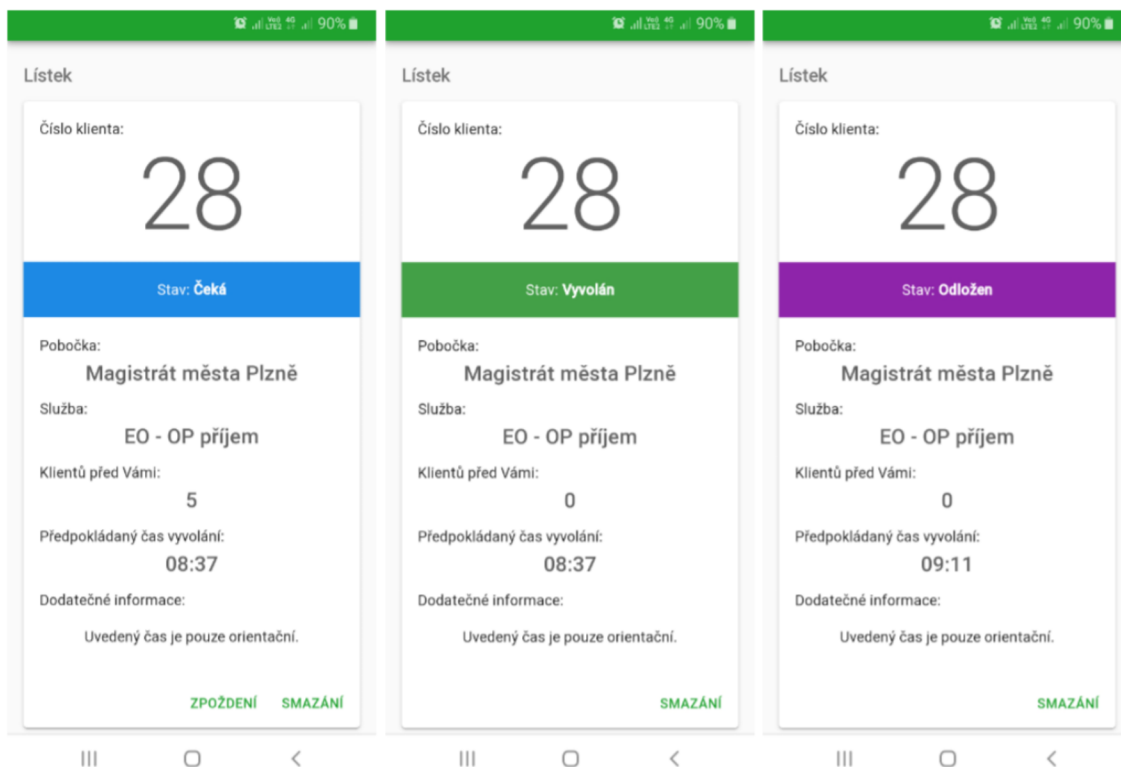 90%
Lístek
Číslo klienta:
28
Stav: Čeká
Pobočka:
Magistrát města Plzně
Služba:
EO - OP příjem
Klientů před Vámi:
5
Předpokládaný čas vyvolání:
08:37
Dodatečné informace:
Uvedený čas je pouze orientační.
ZPOŽDENÍ SMAZÁNÍ
90%
Lístek
Číslo klienta:
28
Stav: Vyvolán
Pobočka:
Magistrát města Plzně
Služba:
EO - OP příjem
Klientů před Vámi:
0
Předpokládaný čas vyvolání:
08:37
Dodatečné informace:
Uvedený čas je pouze orientační.
SMAZÁNÍ
90%
Lístek
Číslo klienta:
28
Stav: Odložen
Pobočka:
Magistrát města Plzně
Služba:
EO - OP příjem
Klientů před Vámi:
0
Předpokládaný čas vyvolání:
09:11
Dodatečné informace:
Uvedený čas je pouze orientační.
SMAZÁNÍ